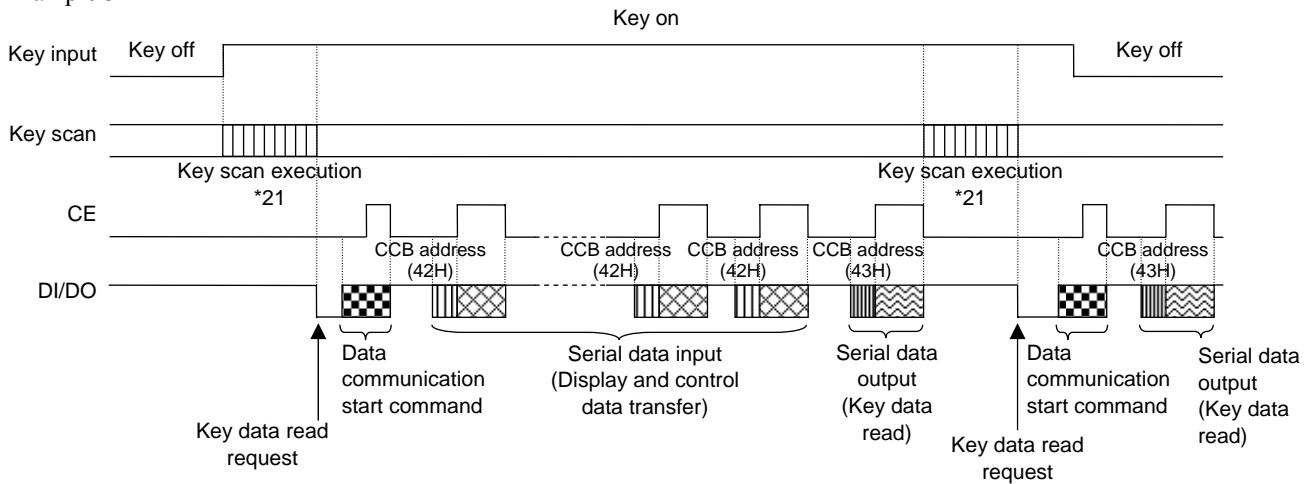 Key on
Key input
Key off
Key off
Key scan
Key scan execution
*21
Key scan execution
*21
CE
CCB address
(42H)
CCB address
(42H)
CCB address
(42H)
CCB address
(43H)
CCB address
(43H)
DI/DO
Data
communication
start command
Serial data input
(Display and control
data transfer)
Serial data
output
(Key data
read)
Data
communication
start command
Serial data
output
(Key data
read)
Key data read
request
Key data read
request